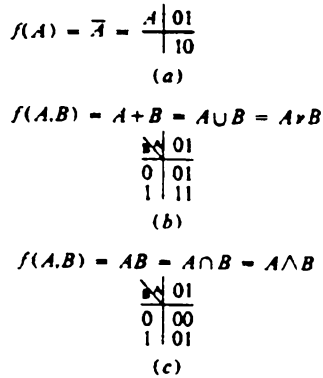 f(A) = A̅ = A 01
10
(a)
f(A.B) = A + B = A∪B = A∨B
B A 01
0 01
1 11
(b)
f(A.B) = AB = A∩B = A∧B
B A 01
0 00
1 01
(c)